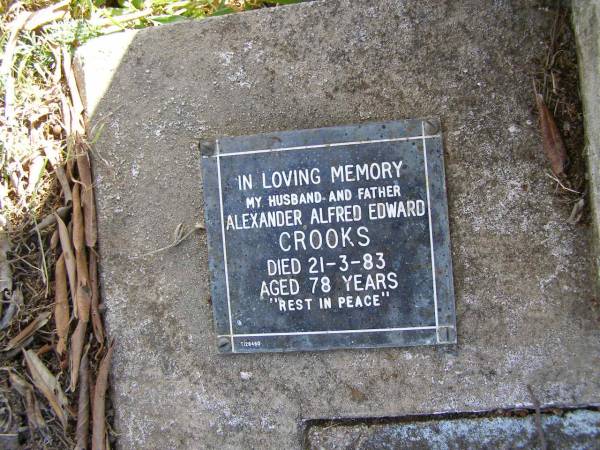 IN LOVING MEMORY
MY HUSBAND AND FATHER
ALEXANDER ALFRED EDWARD
CROOKS
DIED 21-3-83
AGED 78 YEARS
"REST IN PEACE"